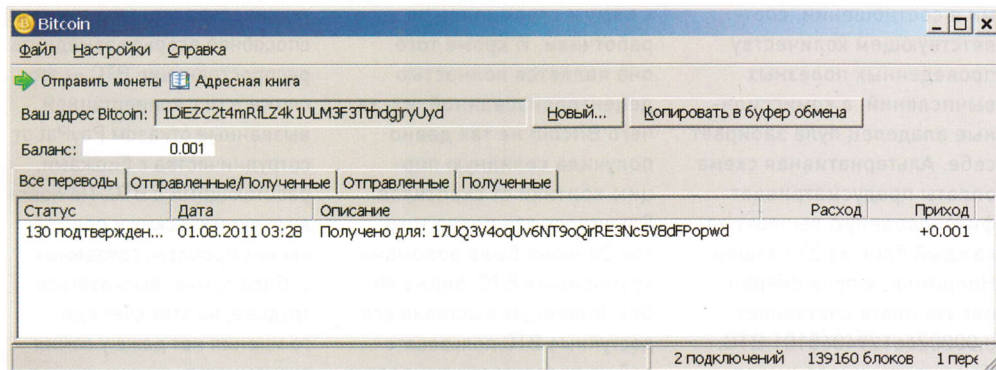 Bitcoin
Файл Настройки Справка
Отправить монеты Адресная книга
Ваш адрес Bitcoin: 1DiEZC2t4mRfLZ4k1ULM3F3TthdgjryUyd Новый... Копировать в буфер обмена
Баланс: 0.001
Все переводы Отправленные/Полученные Отправленные Полученные
Статус Дата Описание Расход Приход
130 подтвержден... 01.08.2011 03:28 Получено для: 17UQ3V4oqUv6NT9oQirRE3Nc5V8dFPopwd +0.001
2 подключений 139160 блоков 1 пере